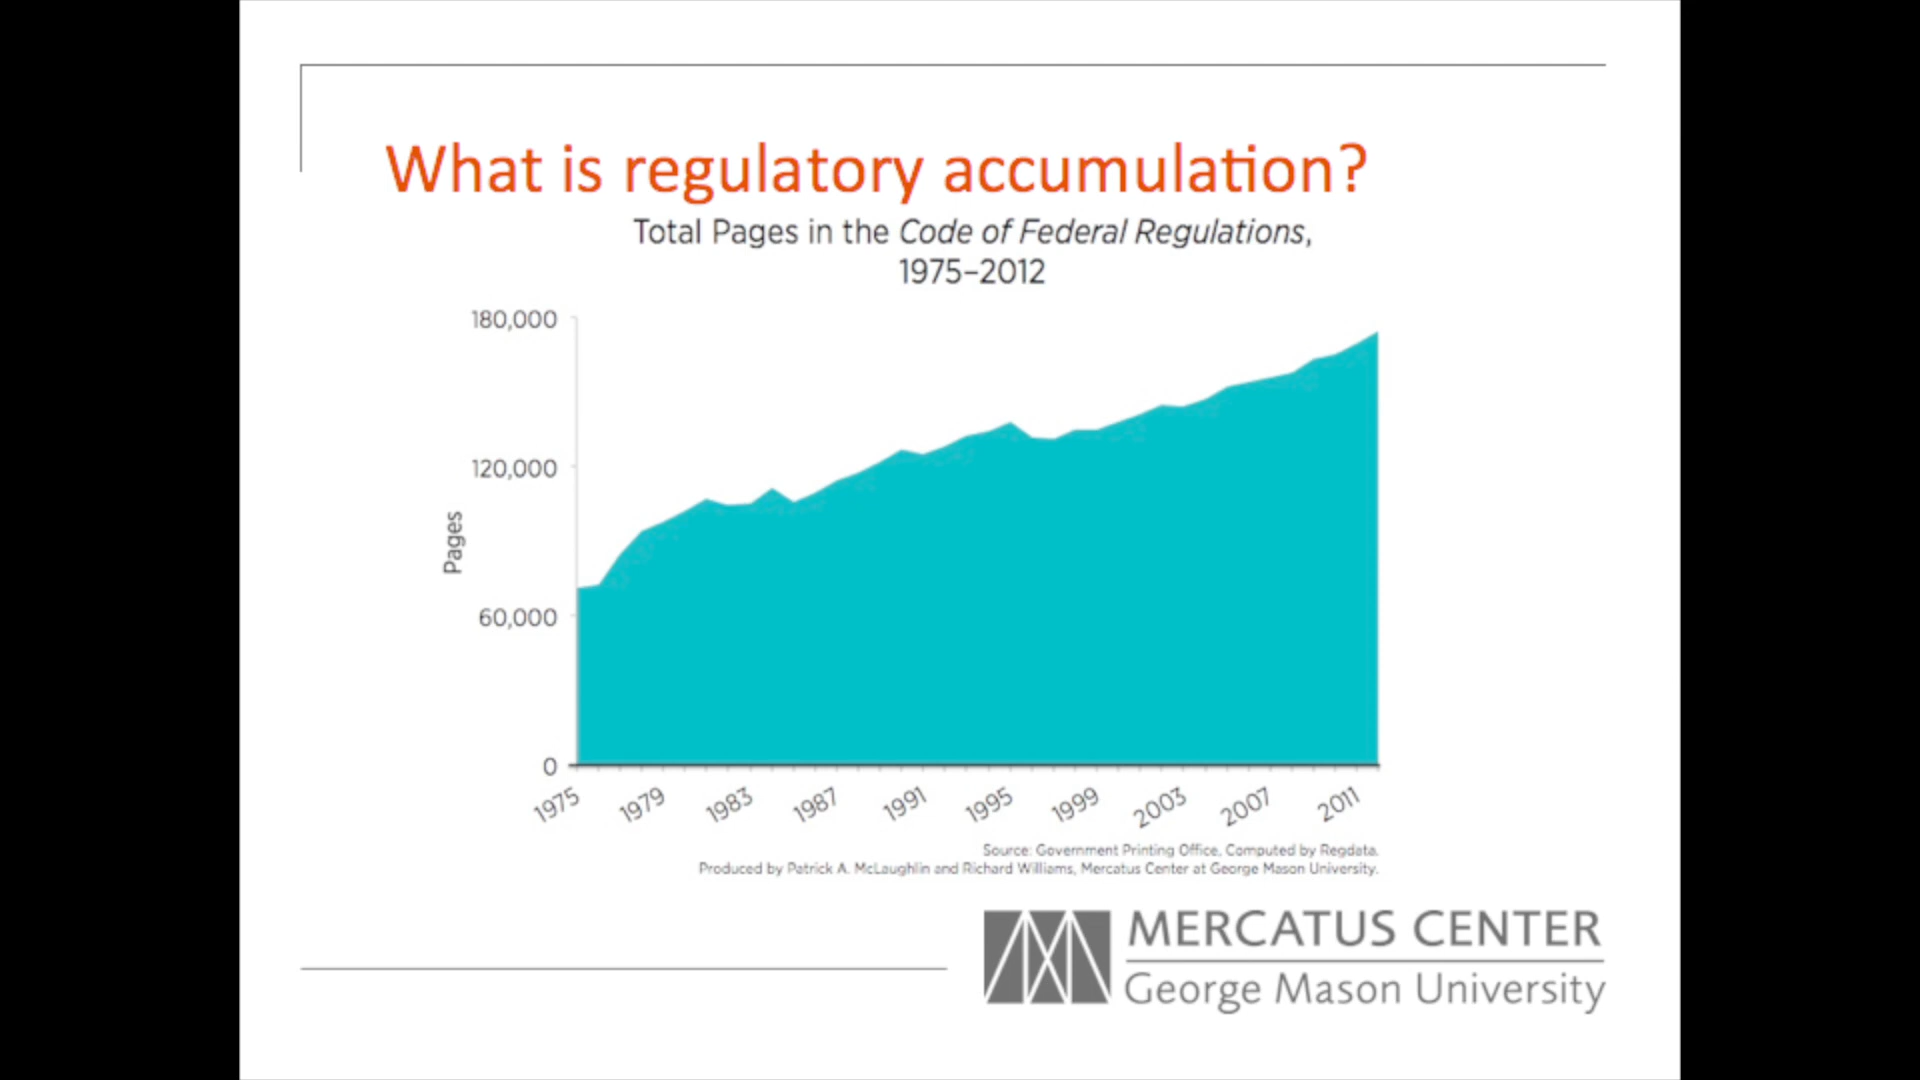 What is regulatory accumulation?
Total Pages in the Code of Federal Regulations,
1975–2012
180,000
120,000
Pages
60,000
0
1975 1979 1983 1987 1991 1995 1999 2003 2007 2011
Source: Government Printing Office, Computed by Regdata.
Produced by Patrick A. McLaughlin and Richard Williams, Mercatus Center at George Mason University.
MERCATUS CENTER
George Mason University